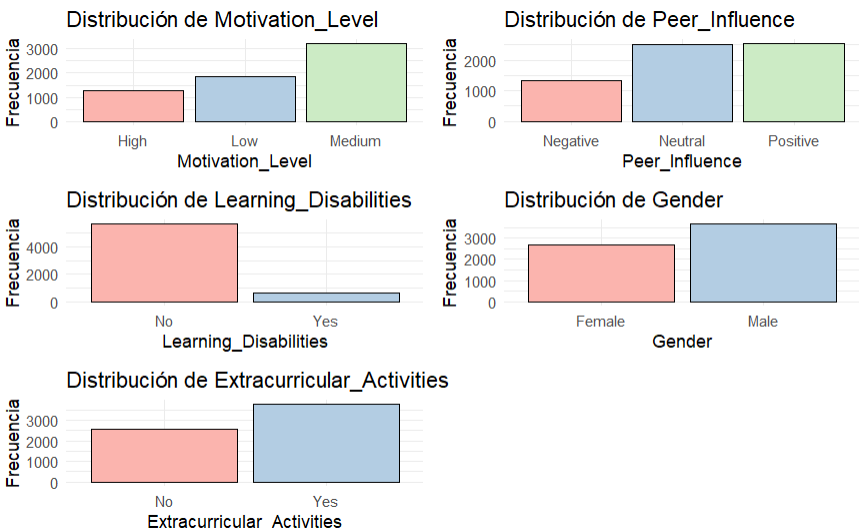 Distribución de Motivation_Level
Frecuencia
3000
2000
1000
0
High Low Medium
Motivation_Level
Distribución de Peer_Influence
Frecuencia
2000
1000
0
Negative Neutral Positive
Peer_Influence
Distribución de Learning_Disabilities
Frecuencia
4000
2000
0
No Yes
Learning_Disabilities
Distribución de Gender
Frecuencia
3000
2000
1000
0
Female Male
Gender
Distribución de Extracurricular_Activities
Frecuencia
3000
2000
1000
0
No Yes
Extracurricular_Activities